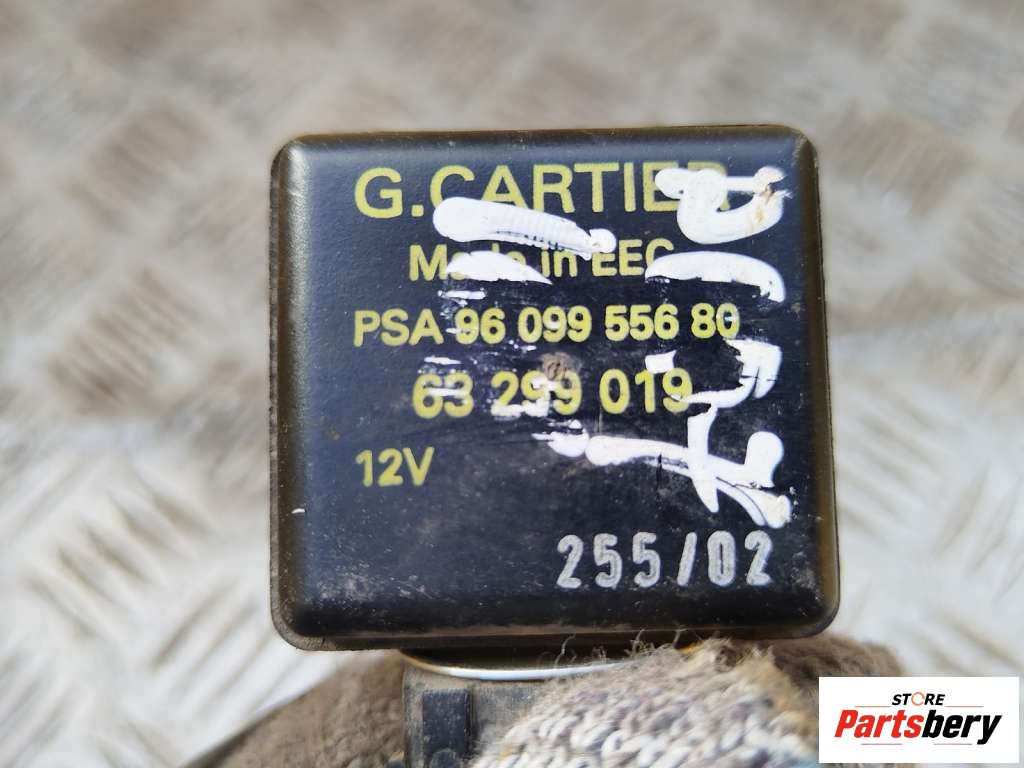 G.CARTIER
Made in EEC
PSA 96 099 556 80
63 299 019
12V
255/02
STORE
Partsbery